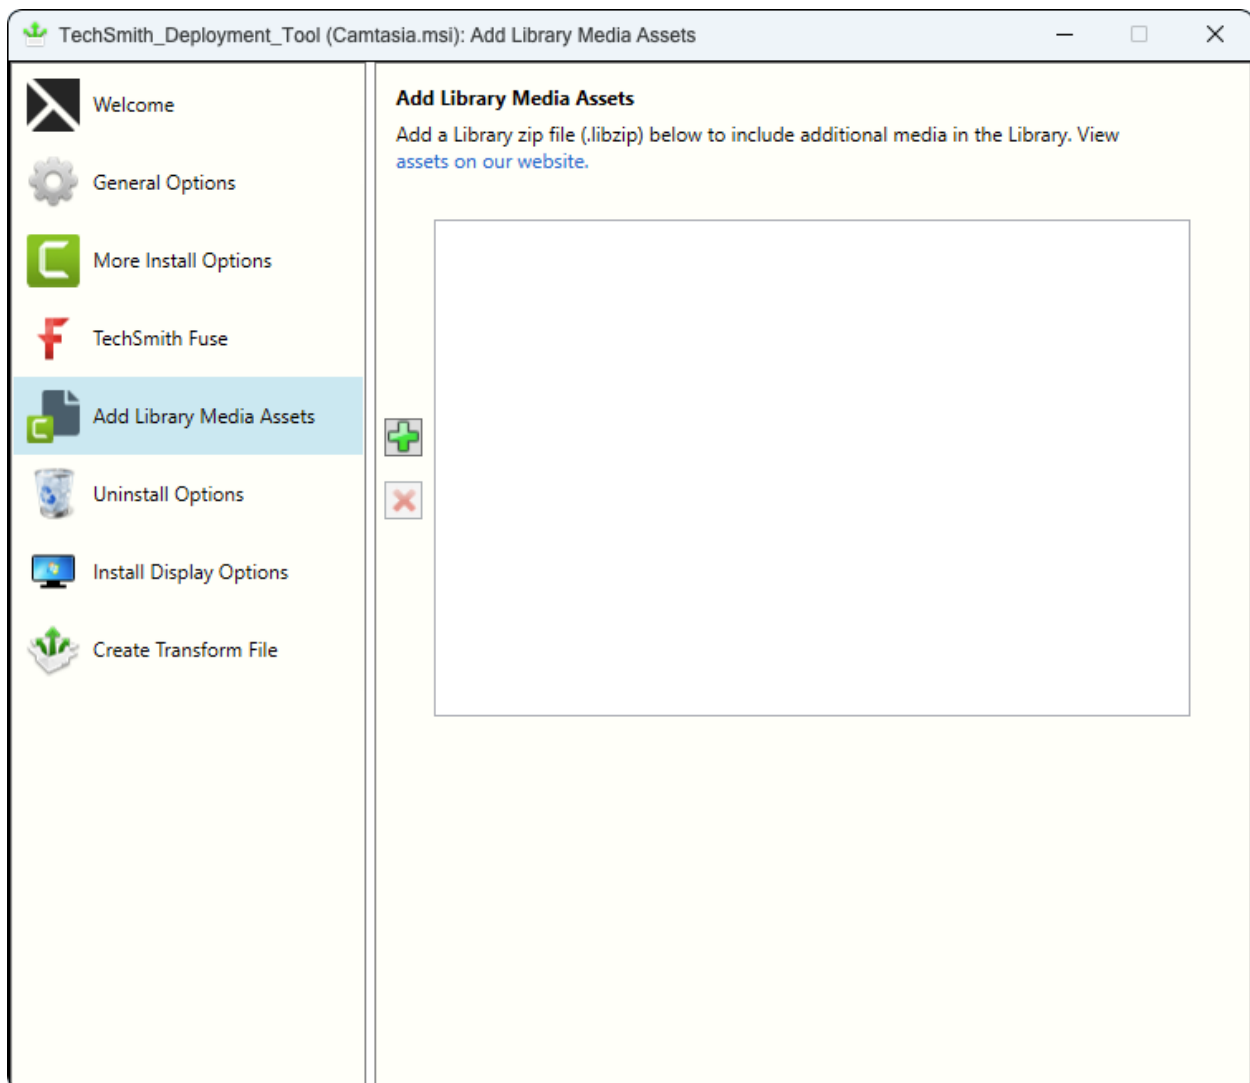 TechSmith_Deployment_Tool (Camtasia.msi): Add Library Media Assets
Welcome
General Options
More Install Options
TechSmith Fuse
Add Library Media Assets
Uninstall Options
Install Display Options
Create Transform File
Add Library Media Assets
Add a Library zip file (.libzip) below to include additional media in the Library. View
assets on our website.